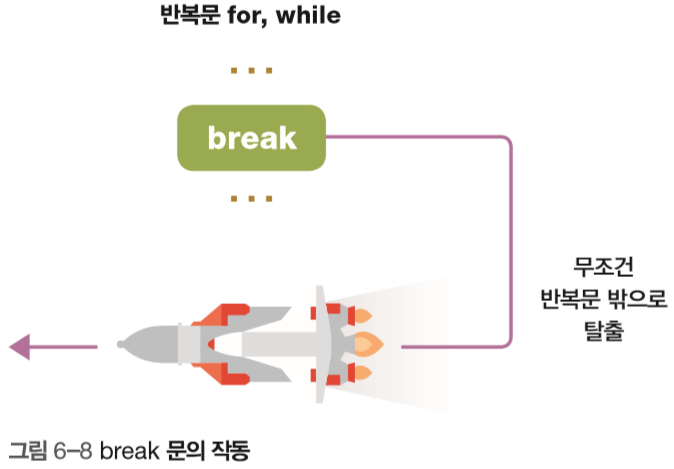 반복문 for, while
...
break
...
무조건
반복문 밖으로
탈출
그림 6-8 break 문의 작동